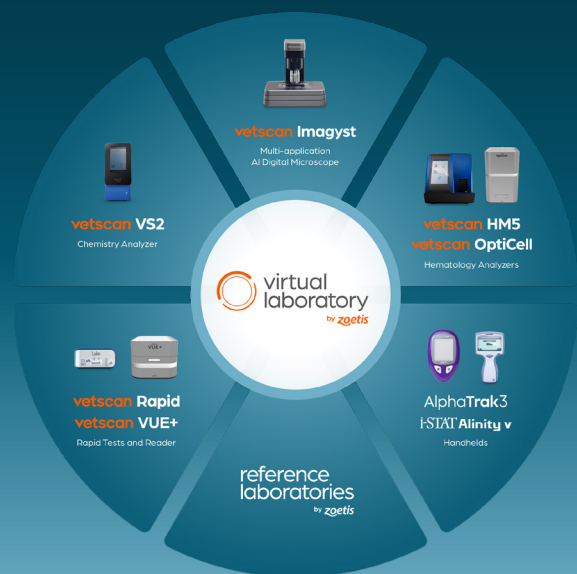 vetscan Imagyst
Multi-application
AI Digital Microscope
vetscan VS2
Chemistry Analyzer
vetscan HM5
vetscan OptiCell
Hematology Analyzers
virtual
laboratory
by zoetis
vüe+
vetscan Rapid
vetscan VUE+
Rapid Tests and Reader
AlphaTrak3
i-STAT Alinity v
Handhelds
reference
laboratories
by zoetis